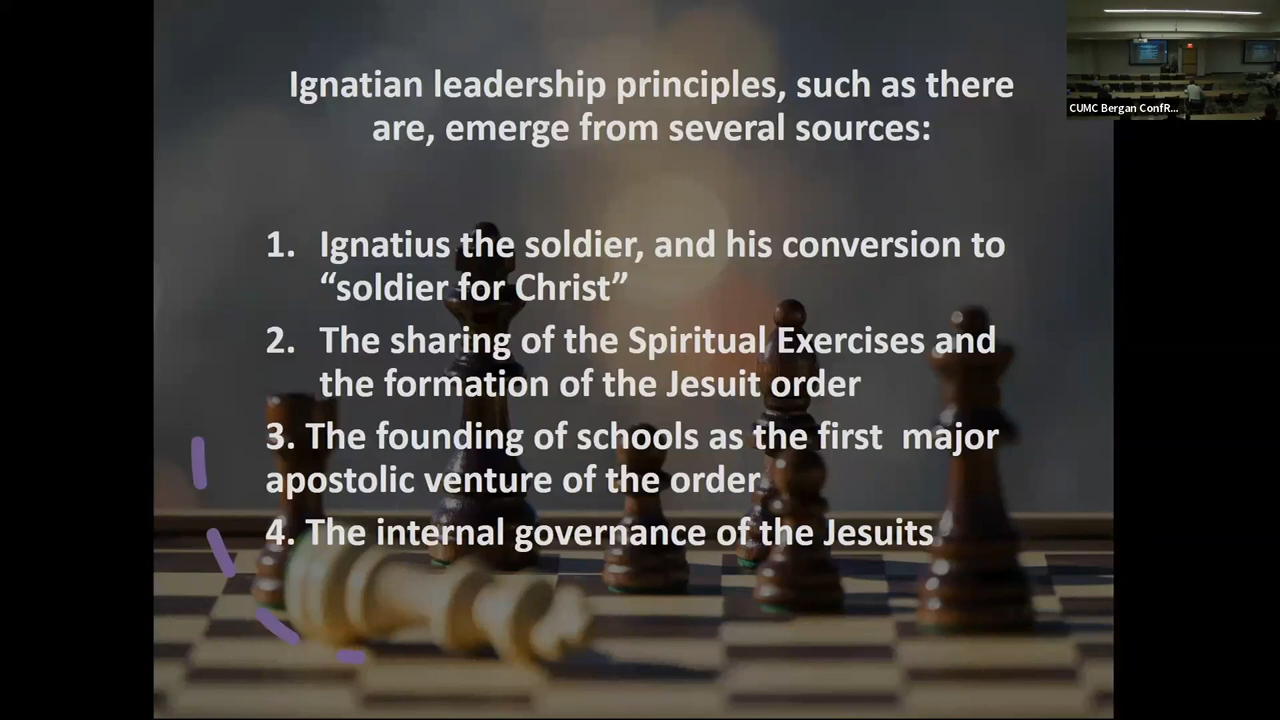 Ignatian leadership principles, such as there
are, emerge from several sources:
1. Ignatius the soldier, and his conversion to
“soldier for Christ”
2. The sharing of the Spiritual Exercises and
the formation of the Jesuit order
3. The founding of schools as the first  major
apostolic venture of the order
4. The internal governance of the Jesuits
CUMC Bergan ConfR...